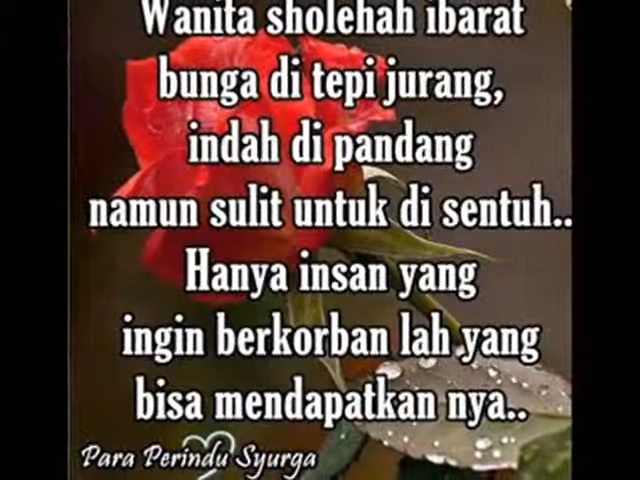 Wanita sholehah ibarat
bunga di tepi jurang,
indah di pandang
namun sulit untuk di sentuh..
Hanya insan yang
ingin berkorban lah yang
bisa mendapatkan nya..
Para Perindu Syurga